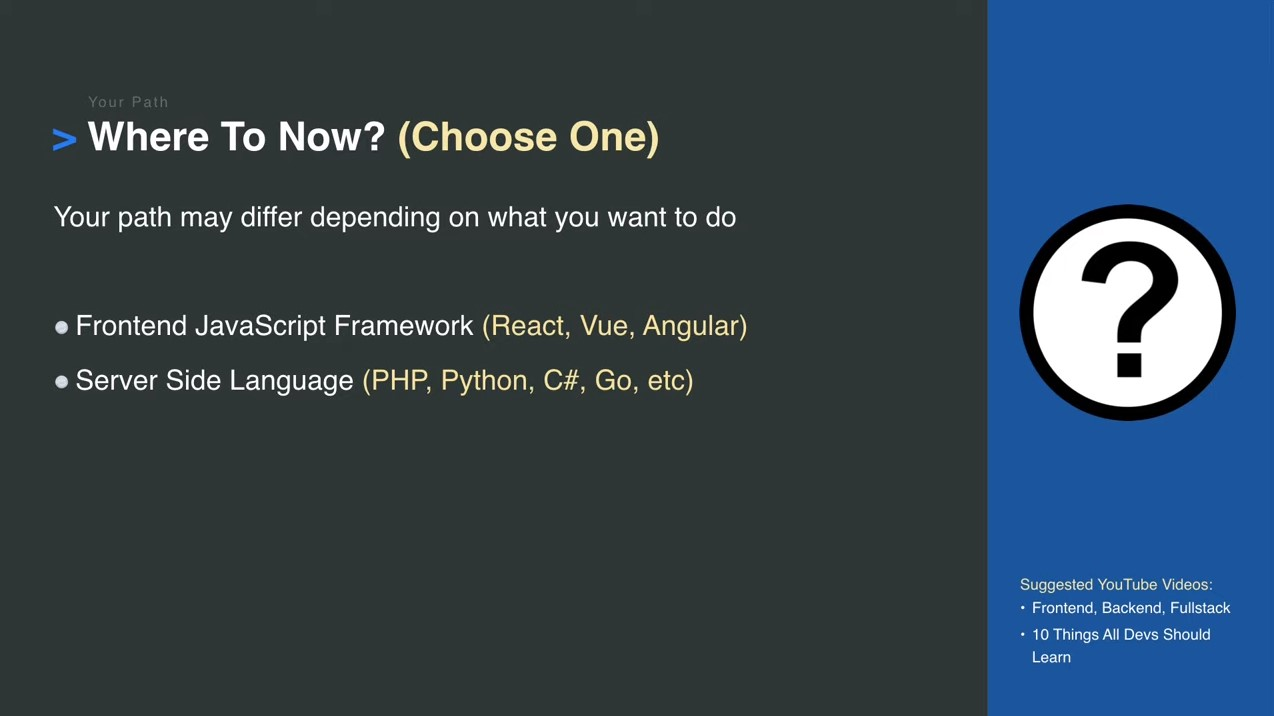 Your Path
> Where To Now? (Choose One)
Your path may differ depending on what you want to do
Frontend JavaScript Framework (React, Vue, Angular)
Server Side Language (PHP, Python, C#, Go, etc)
?
Suggested YouTube Videos:
• Frontend, Backend, Fullstack
• 10 Things All Devs Should
Learn